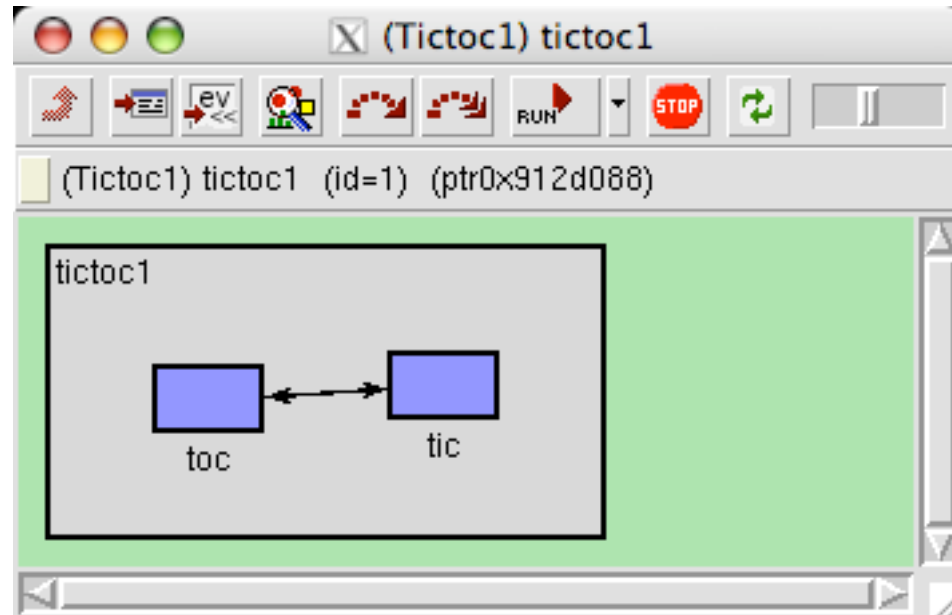 X (Tictoc1) tictoc1
ev
<<
RUN
STOP
(Tictoc1) tictoc1 (id=1) (ptr0x912d088)
tictoc1
toc
tic